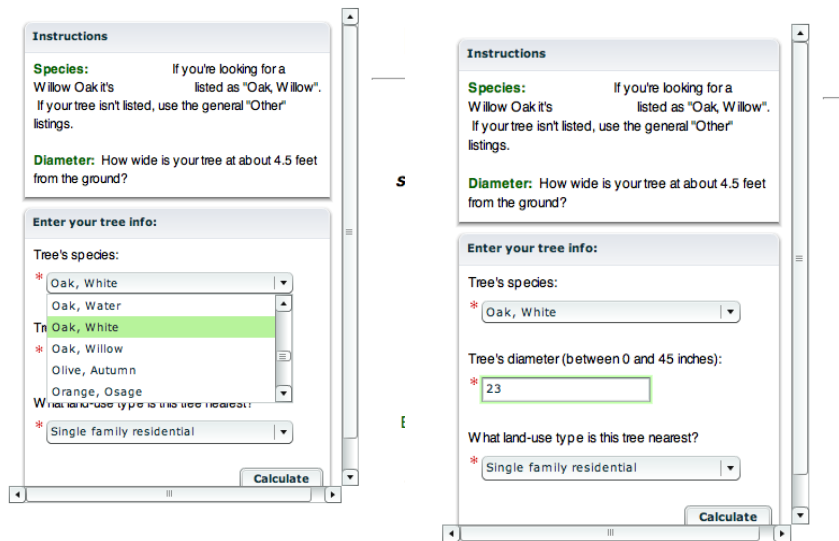 Instructions
Species: If you're looking for a
Willow Oak it's listed as "Oak, Willow".
If your tree isn't listed, use the general "Other"
listings.
Diameter: How wide is your tree at about 4.5 feet
from the ground?
Enter your tree info:
Tree's species:
* Oak, White
Oak, Water
Oak, White
* Oak, Willow
Olive, Autumn
Orange, Osage
What land-use type is this tree nearest?
* Single family residential
Calculate
s
Instructions
Species: If you're looking for a
Willow Oak it's listed as "Oak, Willow".
If your tree isn't listed, use the general "Other"
listings.
Diameter: How wide is your tree at about 4.5 feet
from the ground?
Enter your tree info:
Tree's species:
* Oak, White
Tree's diameter (between 0 and 45 inches):
* 23
What land-use type is this tree nearest?
* Single family residential
Calculate